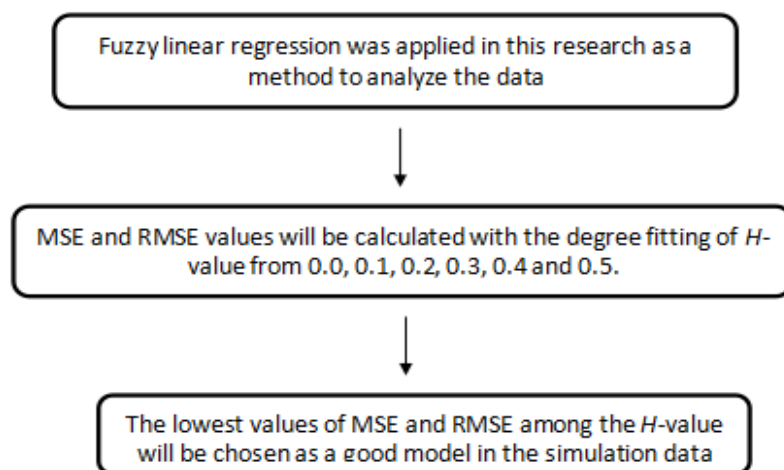 Fuzzy linear regression was applied in this research as a
method to analyze the data
MSE and RMSE values will be calculated with the degree fitting of H-
value from 0.0, 0.1, 0.2, 0.3, 0.4 and 0.5.
The lowest values of MSE and RMSE among the H-value
will be chosen as a good model in the simulation data